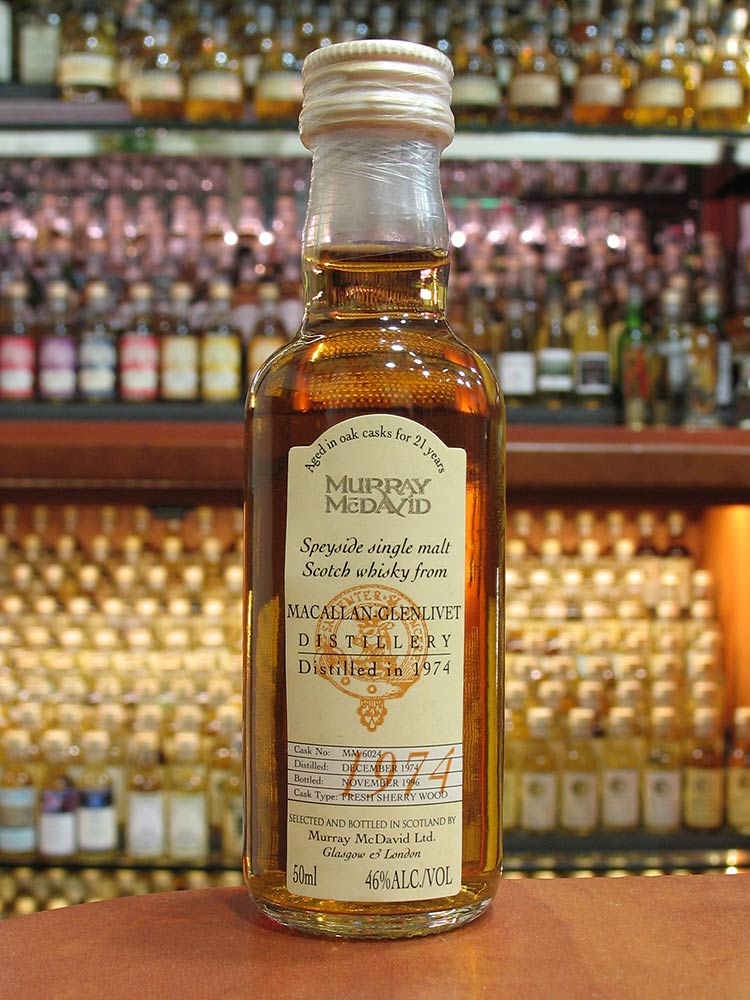 Aged in oak casks for 21 years
MURRAY
McDAVID
Speyside single malt
Scotch whisky from
MACALLAN-GLENLIVET
DISTILLERY
Distilled in 1974
1974
Cask No: MM 6024
Distilled: DECEMBER 1974
Bottled: NOVEMBER 1996
Cask Type: FRESH SHERRY WOOD
SELECTED AND BOTTLED IN SCOTLAND BY
Murray McDavid Ltd.
Glasgow & London
50ml 46%ALC./VOL